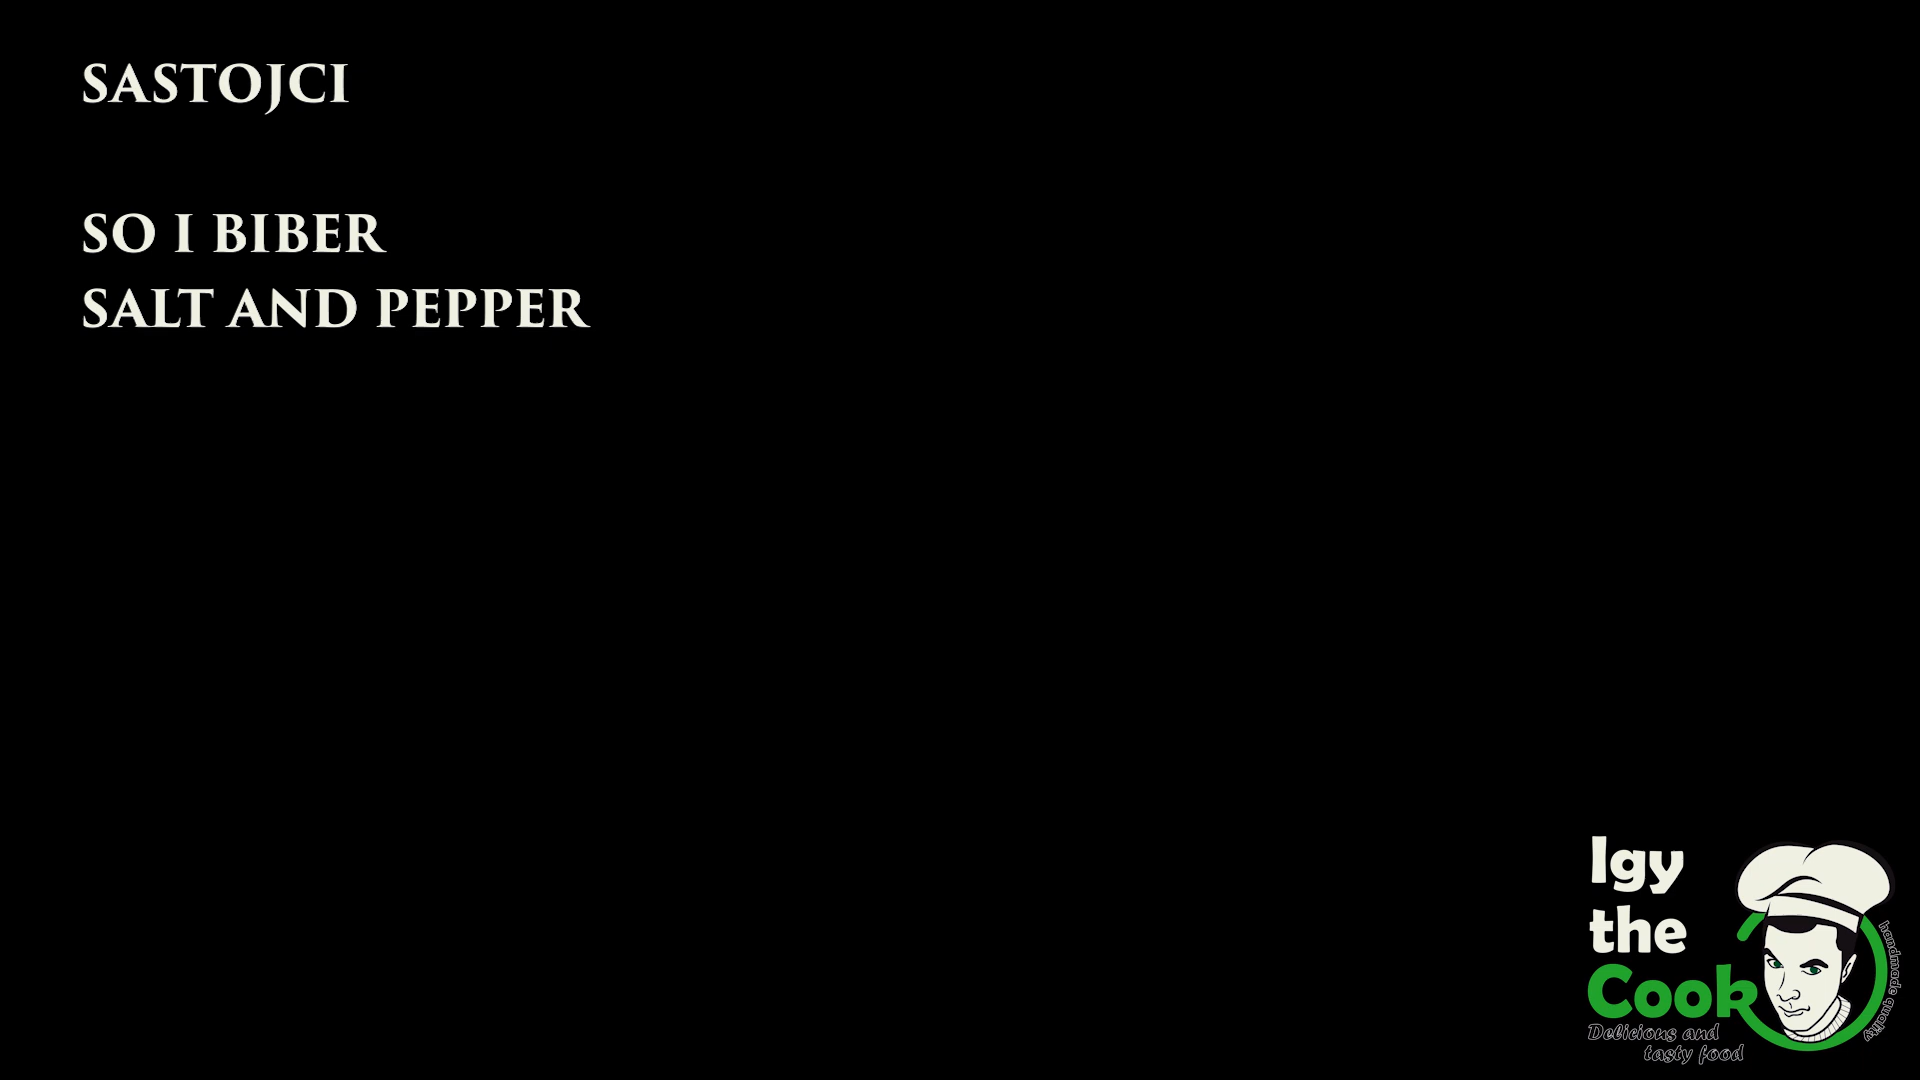 SASTOJCI
SO I BIBER
SALT AND PEPPER
Igy
the
Cook
Delicious and
tasty food
handmade quality